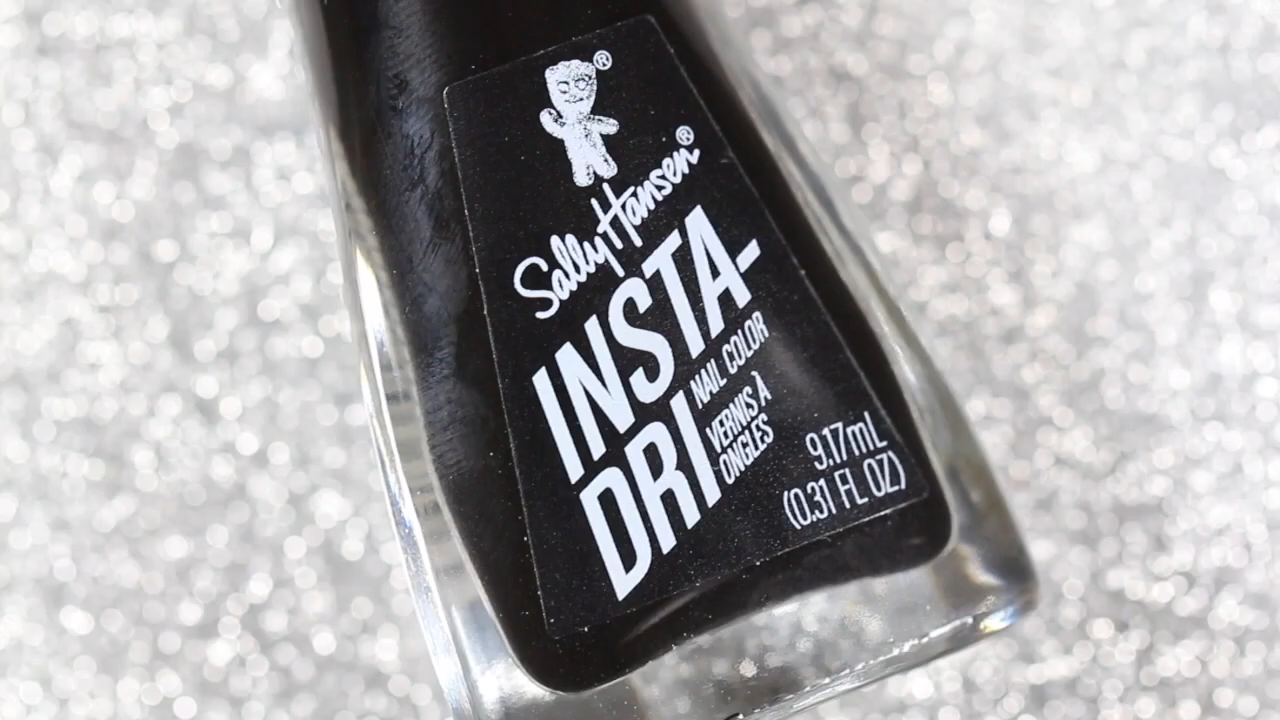 ®
Sally Hansen®
INSTA-
DRI
NAIL COLOR
VERNIS À
ONGLES
9.17mL
(0.31 FL OZ)